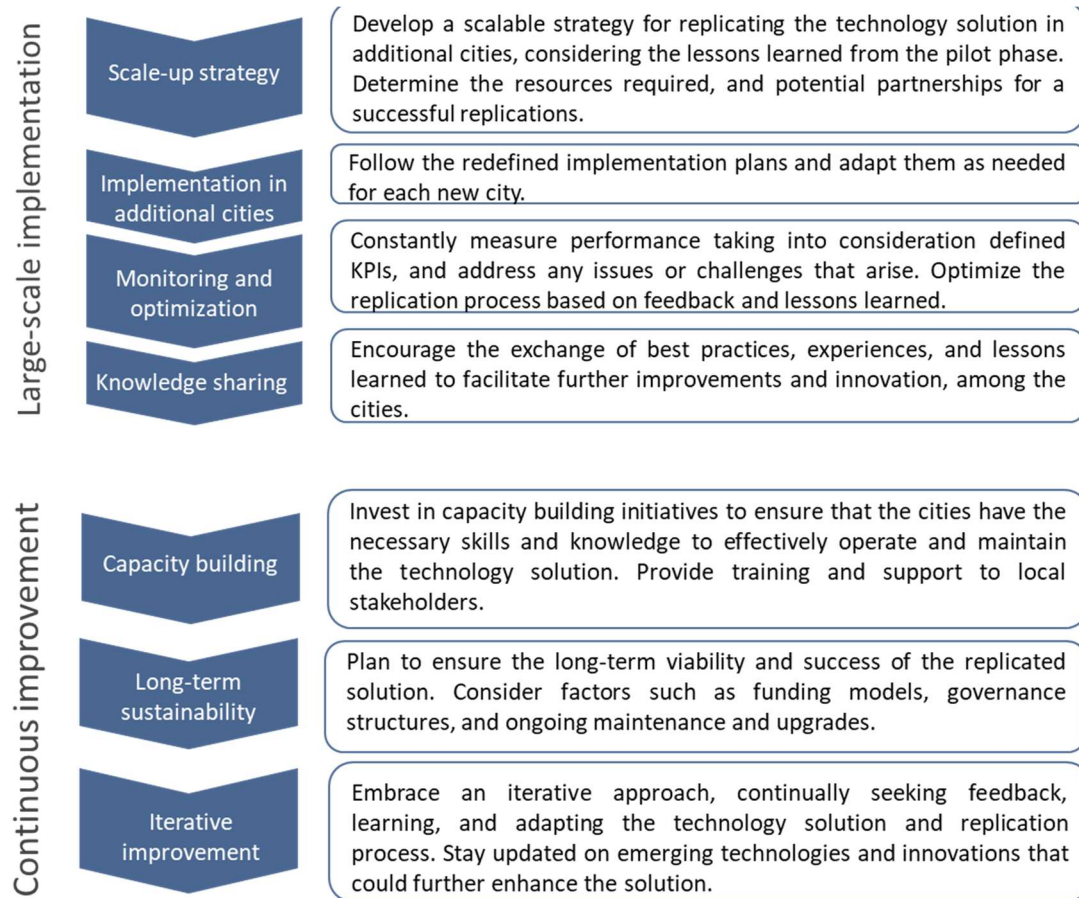 Large-scale implementation
Scale-up strategy
Develop a scalable strategy for replicating the technology solution in
additional cities, considering the lessons learned from the pilot phase.
Determine the resources required, and potential partnerships for a
successful replications.
Implementation in
additional cities
Follow the redefined implementation plans and adapt them as needed
for each new city.
Monitoring and
optimization
Constantly measure performance taking into consideration defined
KPIs, and address any issues or challenges that arise. Optimize the
replication process based on feedback and lessons learned.
Knowledge sharing
Encourage the exchange of best practices, experiences, and lessons
learned to facilitate further improvements and innovation, among the
cities.
Continuous improvement
Capacity building
Invest in capacity building initiatives to ensure that the cities have the
necessary skills and knowledge to effectively operate and maintain
the technology solution. Provide training and support to local
stakeholders.
Long-term
sustainability
Plan to ensure the long-term viability and success of the replicated
solution. Consider factors such as funding models, governance
structures, and ongoing maintenance and upgrades.
Iterative
improvement
Embrace an iterative approach, continually seeking feedback,
learning, and adapting the technology solution and replication
process. Stay updated on emerging technologies and innovations that
could further enhance the solution.